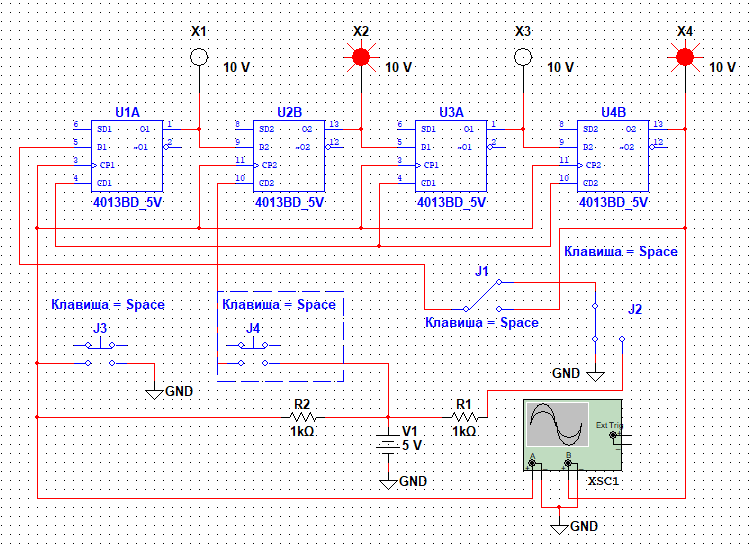 X1 X2 X3 X4
10 V 10 V 10 V 10 V
U1A U2B U3A U4B
6 SD1 O1 1 8 SD2 O2 13 6 SD1 O1 1 8 SD2 O2 13
5 D1 ~O1 2 9 D2 ~O2 12 5 D1 ~O1 2 9 D2 ~O2 12
3 CP1 11 CP2 3 CP1 11 CP2
4 CD1 10 CD2 4 CD1 10 CD2
4013BD_5V 4013BD_5V 4013BD_5V 4013BD_5V
Клавиша = Space
J1
Клавиша = Space Клавиша = Space
J2
Клавиша = Space
J3 J4
GND
GND
R2 R1
1kΩ V1 1kΩ
5 V
Ext Trig
+
−
A B
+ − + −
GND XSC1
GND